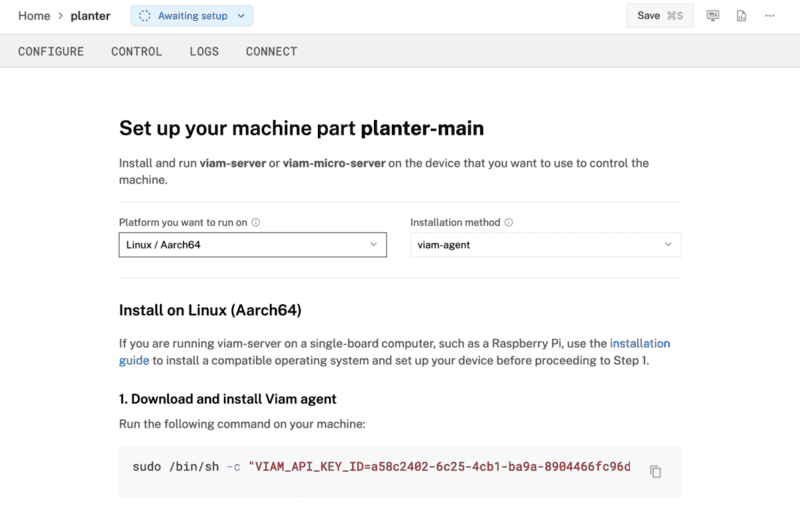 Home > planter Awaiting setup Save ⌘S ...
CONFIGURE CONTROL LOGS CONNECT
Set up your machine part planter-main
Install and run viam-server or viam-micro-server on the device that you want to use to control the
machine.
Platform you want to run on Installation method
Linux / Aarch64 viam-agent
Install on Linux (Aarch64)
If you are running viam-server on a single-board computer, such as a Raspberry Pi, use the installation
guide to install a compatible operating system and set up your device before proceeding to Step 1.
1. Download and install Viam agent
Run the following command on your machine:
sudo /bin/sh -c "VIAM_API_KEY_ID=a58c2402-6c25-4cb1-ba9a-8904466fc96d